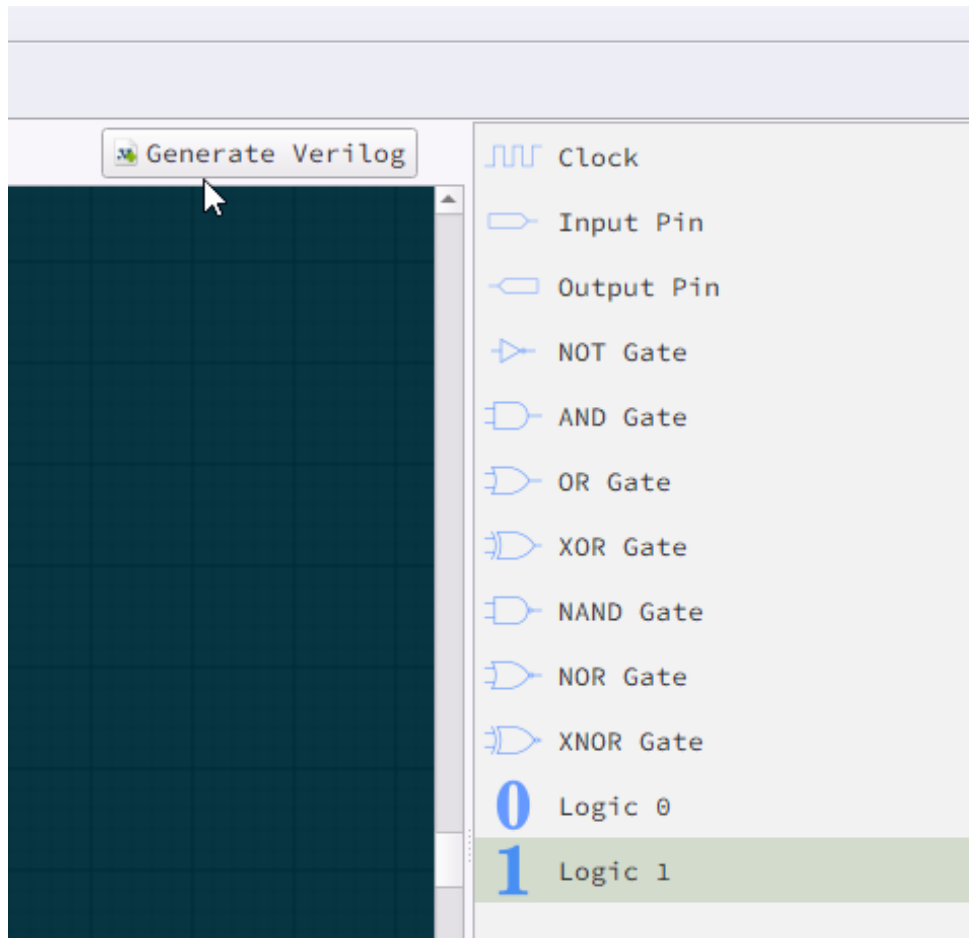 Generate Verilog
Clock
Input Pin
Output Pin
NOT Gate
AND Gate
OR Gate
XOR Gate
NAND Gate
NOR Gate
XNOR Gate
0 Logic 0
1 Logic 1